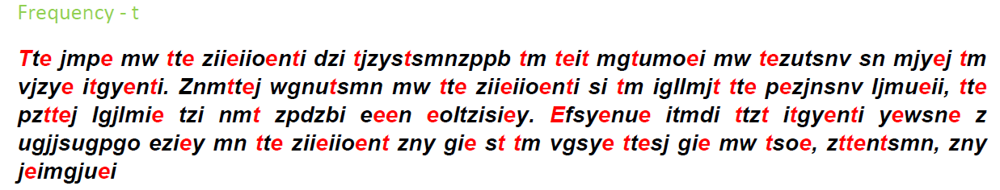 Frequency - t
Tte jmpe mw tte ziieiioenti dzi tjzystsmnzppb tm teit mgtumoei mw tezutsnv sn mjyej tm
vjzye itgyenti. Znmttej wgnutsmn mw tte ziieiioenti si tm igllmjt tte pezjnsnv ljmueii, tte
pzttej lgjlmie tzi nmt zpdzbi eeen eoltzisiey. Efsyenue itmdi ttzt itgyenti yewsne z
ugjjsugpgo eziey mn tte ziieiioent zny gie st tm vgsye ttesj gie mw tsoe, zttentsmn, zny
jeimgjuei